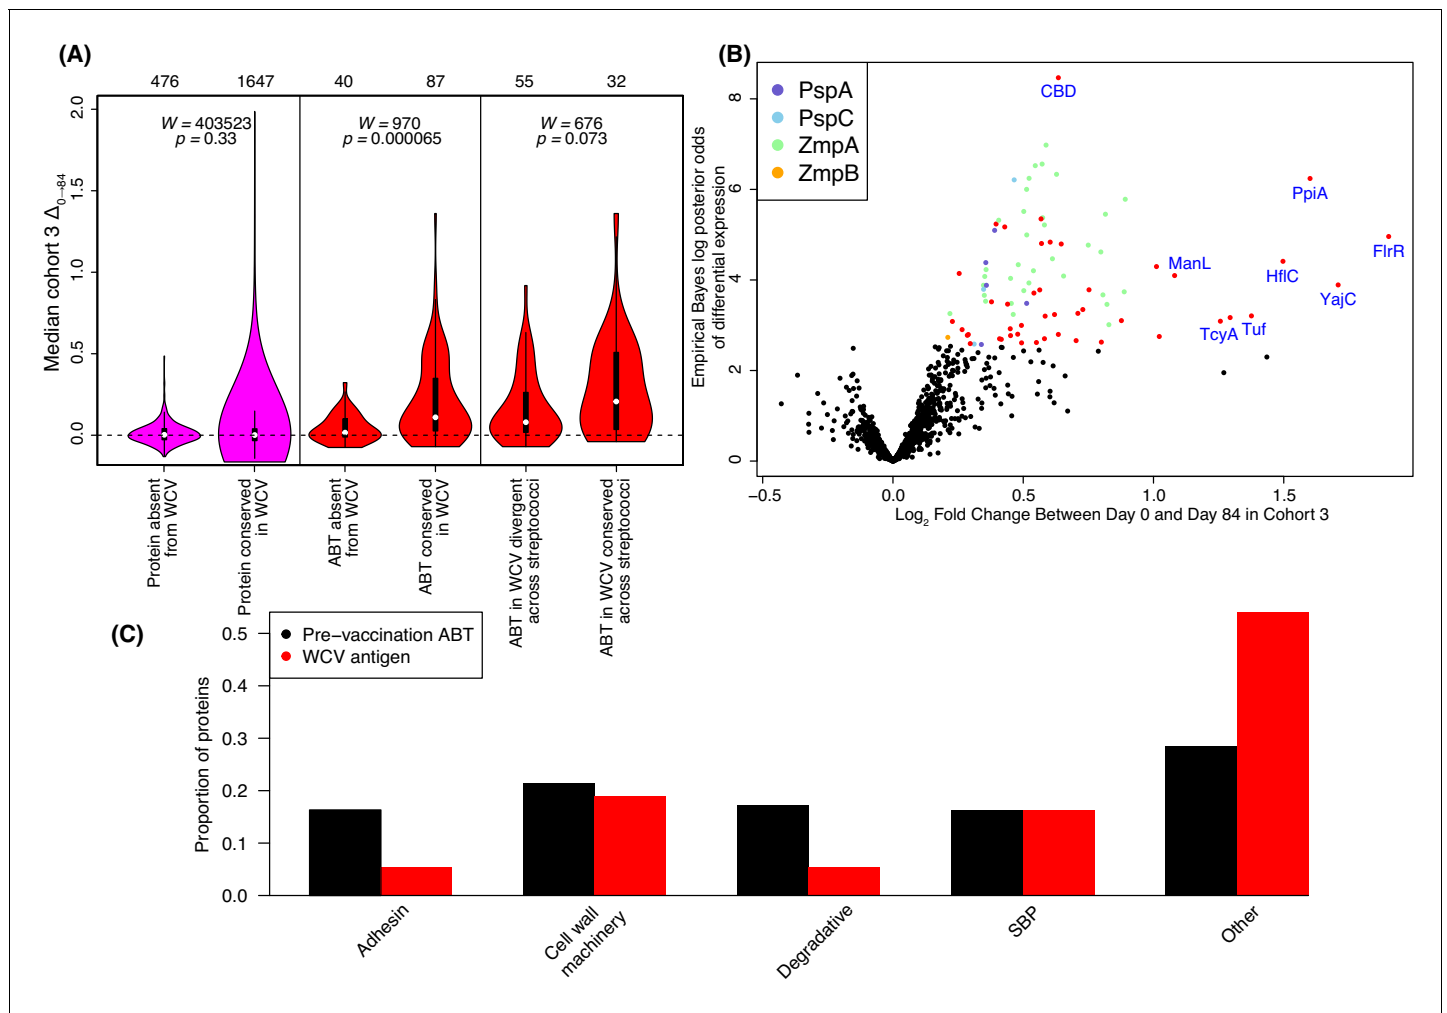 (A)
476 1647 40 87 55 32
W = 403523
p = 0.33
W = 970
p = 0.000065
W = 676
p = 0.073
Median cohort 3 Δ0→84
0.0 0.5 1.0 1.5 2.0
Protein absent
from WCV
Protein conserved
in WCV
ABT absent
from WCV
ABT conserved
in WCV
ABT in WCV divergent
across streptococci
ABT in WCV conserved
across streptococci
(B)
PspA
PspC
ZmpA
ZmpB
CBD
PpiA
FlrR
ManL
HflC
YajC
TcyA
Tuf
Empirical Bayes log posterior odds
of differential expression
0 2 4 6 8
−0.5 0.0 0.5 1.0 1.5
Log2 Fold Change Between Day 0 and Day 84 in Cohort 3
(C)
Pre−vaccination ABT
WCV antigen
Proportion of proteins
0.0 0.1 0.2 0.3 0.4 0.5
Adhesin
Cell wall
machinery
Degradative
SBP
Other